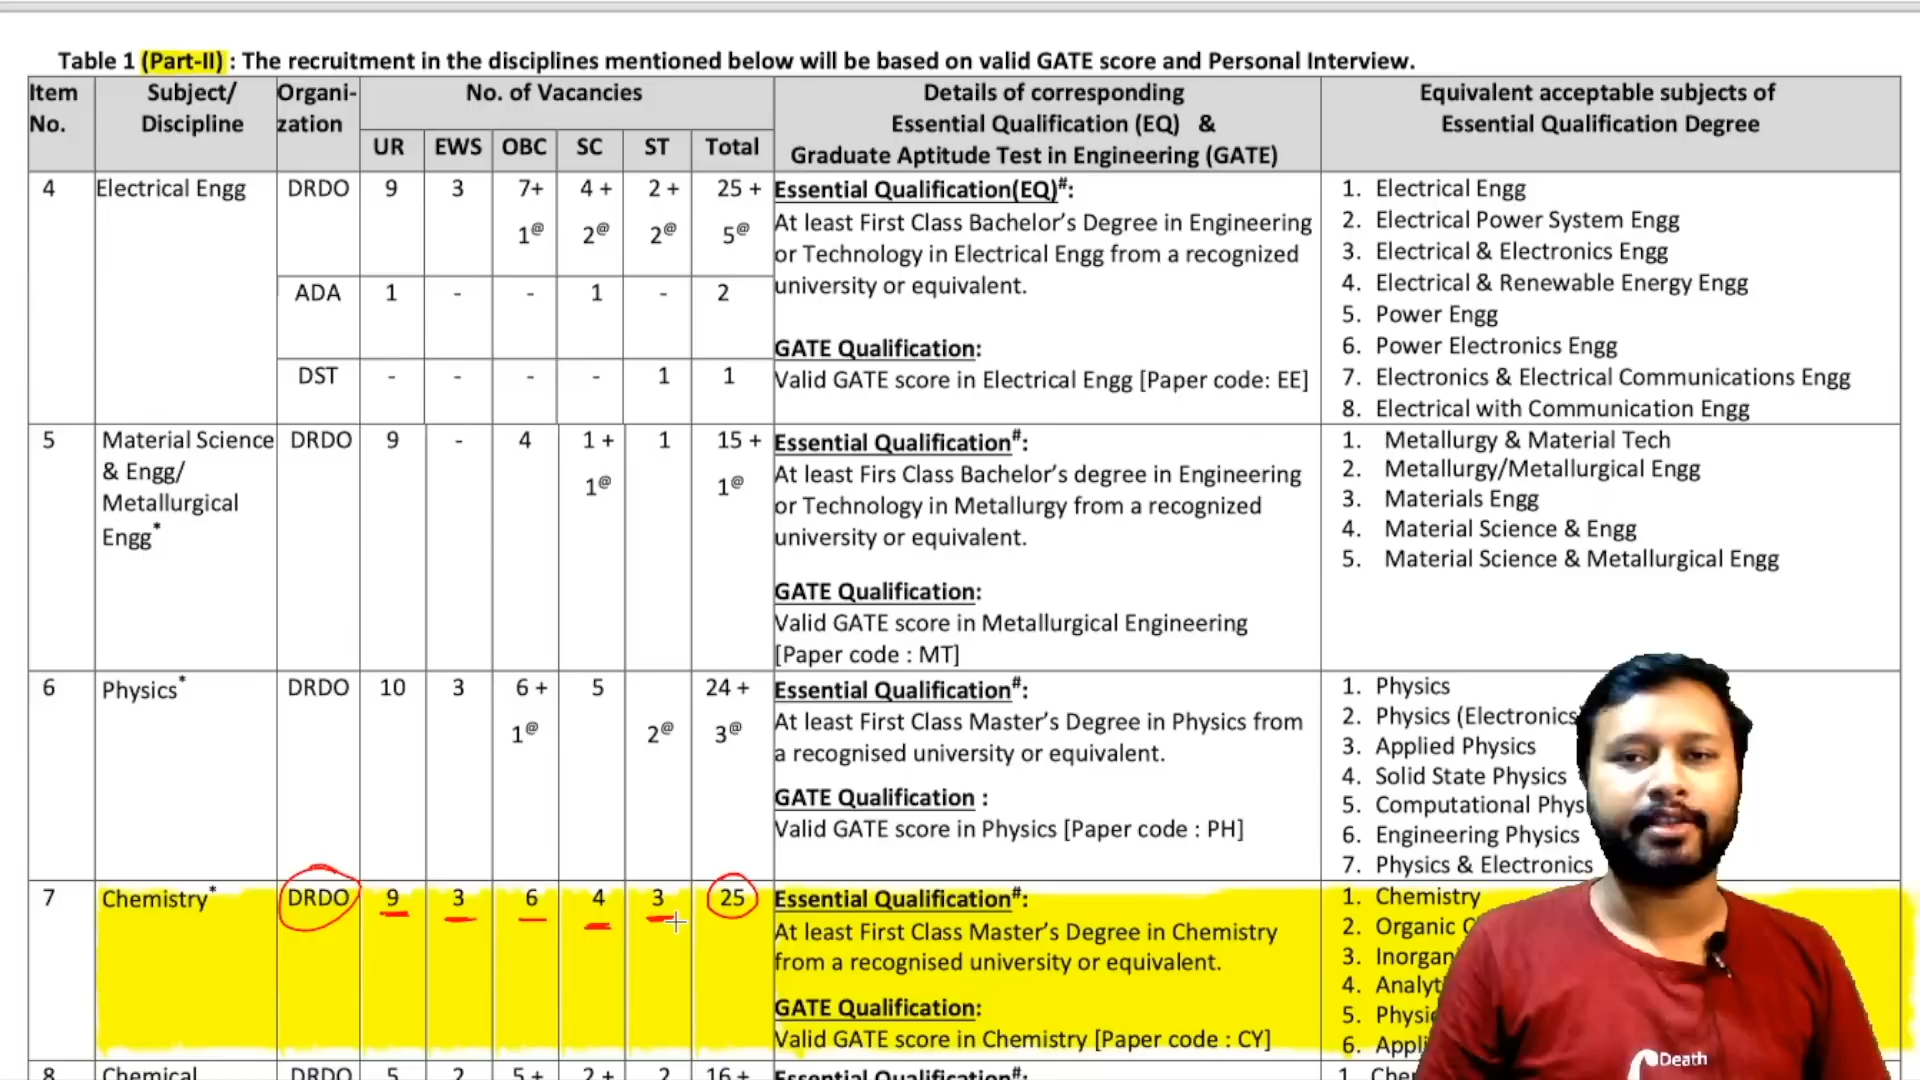 Table 1 (Part-II) : The recruitment in the disciplines mentioned below will be based on valid GATE score and Personal Interview.
Item No. Subject/ Discipline Organi-zation No. of Vacancies Details of corresponding Essential Qualification (EQ) & Graduate Aptitude Test in Engineering (GATE) Equivalent acceptable subjects of Essential Qualification Degree
UR EWS OBC SC ST Total
4 Electrical Engg DRDO 9 3 7+ 4 + 2 + 25 +
1@ 2@ 2@ 5@
ADA 1 - - 1 - 2
DST - - - - 1 1
Essential Qualification(EQ)#:
At least First Class Bachelor’s Degree in Engineering
or Technology in Electrical Engg from a recognized
university or equivalent.
GATE Qualification:
Valid GATE score in Electrical Engg [Paper code: EE]
1. Electrical Engg
2. Electrical Power System Engg
3. Electrical & Electronics Engg
4. Electrical & Renewable Energy Engg
5. Power Engg
6. Power Electronics Engg
7. Electronics & Electrical Communications Engg
8. Electrical with Communication Engg
5 Material Science DRDO 9 - 4 1 + 1 15 +
& Engg/ 1@ 1@
Metallurgical
Engg*
Essential Qualification#:
At least Firs Class Bachelor’s degree in Engineering
or Technology in Metallurgy from a recognized
university or equivalent.
GATE Qualification:
Valid GATE score in Metallurgical Engineering
[Paper code : MT]
1. Metallurgy & Material Tech
2. Metallurgy/Metallurgical Engg
3. Materials Engg
4. Material Science & Engg
5. Material Science & Metallurgical Engg
6 Physics* DRDO 10 3 6 + 5 24 +
1@ 2@ 3@
Essential Qualification#:
At least First Class Master’s Degree in Physics from
a recognised university or equivalent.
GATE Qualification :
Valid GATE score in Physics [Paper code : PH]
1. Physics
2. Physics (Electronics
3. Applied Physics
4. Solid State Physics
5. Computational Phys
6. Engineering Physics
7. Physics & Electronics
7 Chemistry* DRDO 9 3 6 4 3 25
Essential Qualification#:
At least First Class Master’s Degree in Chemistry
from a recognised university or equivalent.
GATE Qualification:
Valid GATE score in Chemistry [Paper code : CY]
1. Chemistry
2. Organic
3. Inorgan
4. Analyt
5. Physi
6. Appli
8 Chemical DRDO 5 2 5+ 2+ 2 16 +
Essential Qualification#:
1.
Death